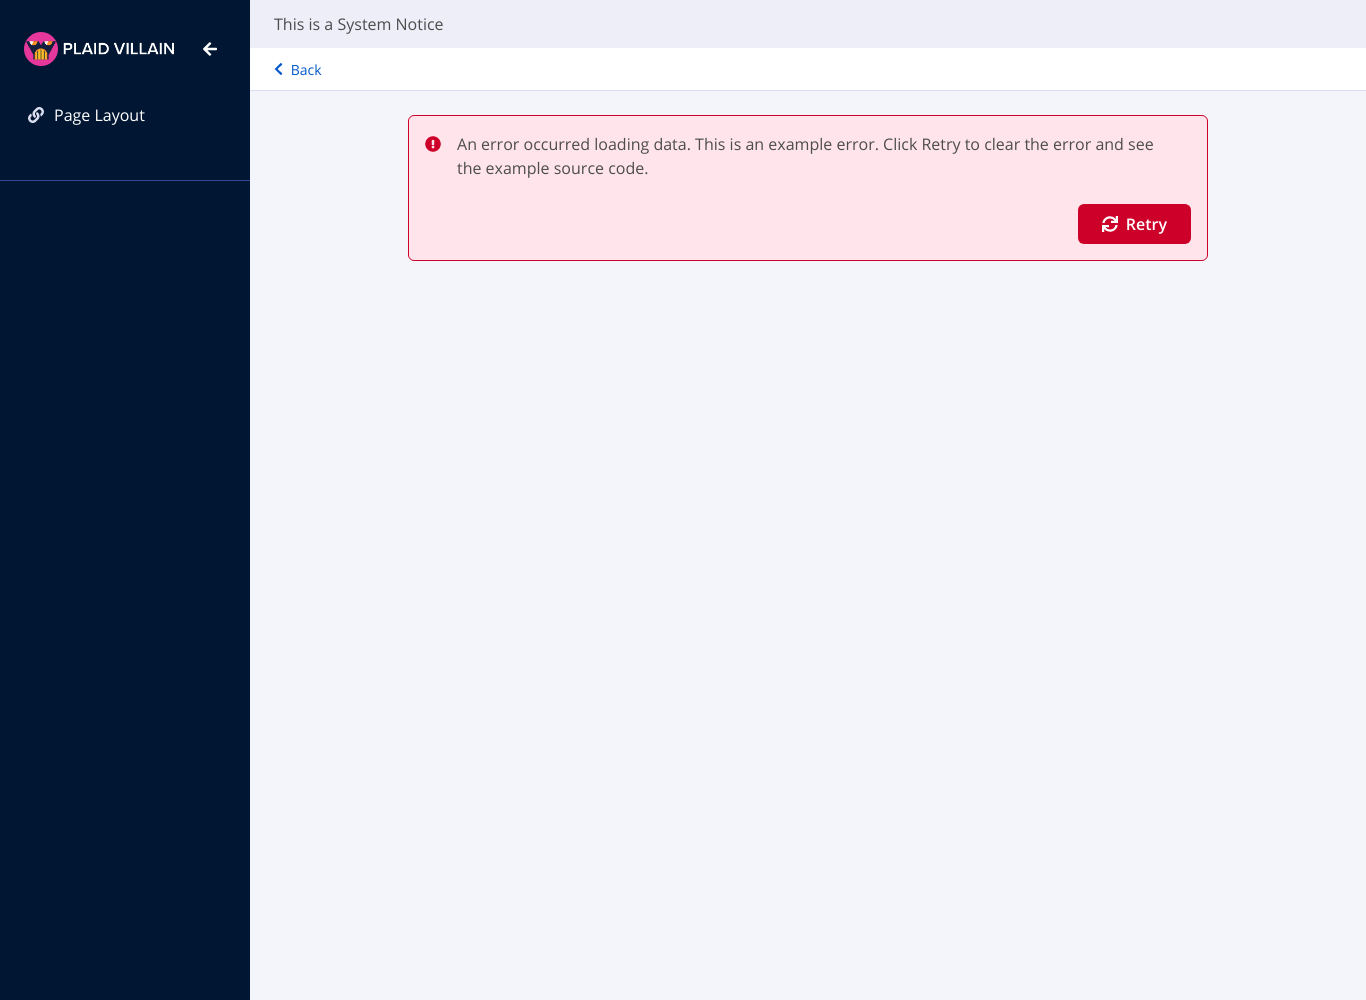 PLAID VILLAIN
Page Layout
This is a System Notice
Back
An error occurred loading data. This is an example error. Click Retry to clear the error and see
the example source code.
Retry